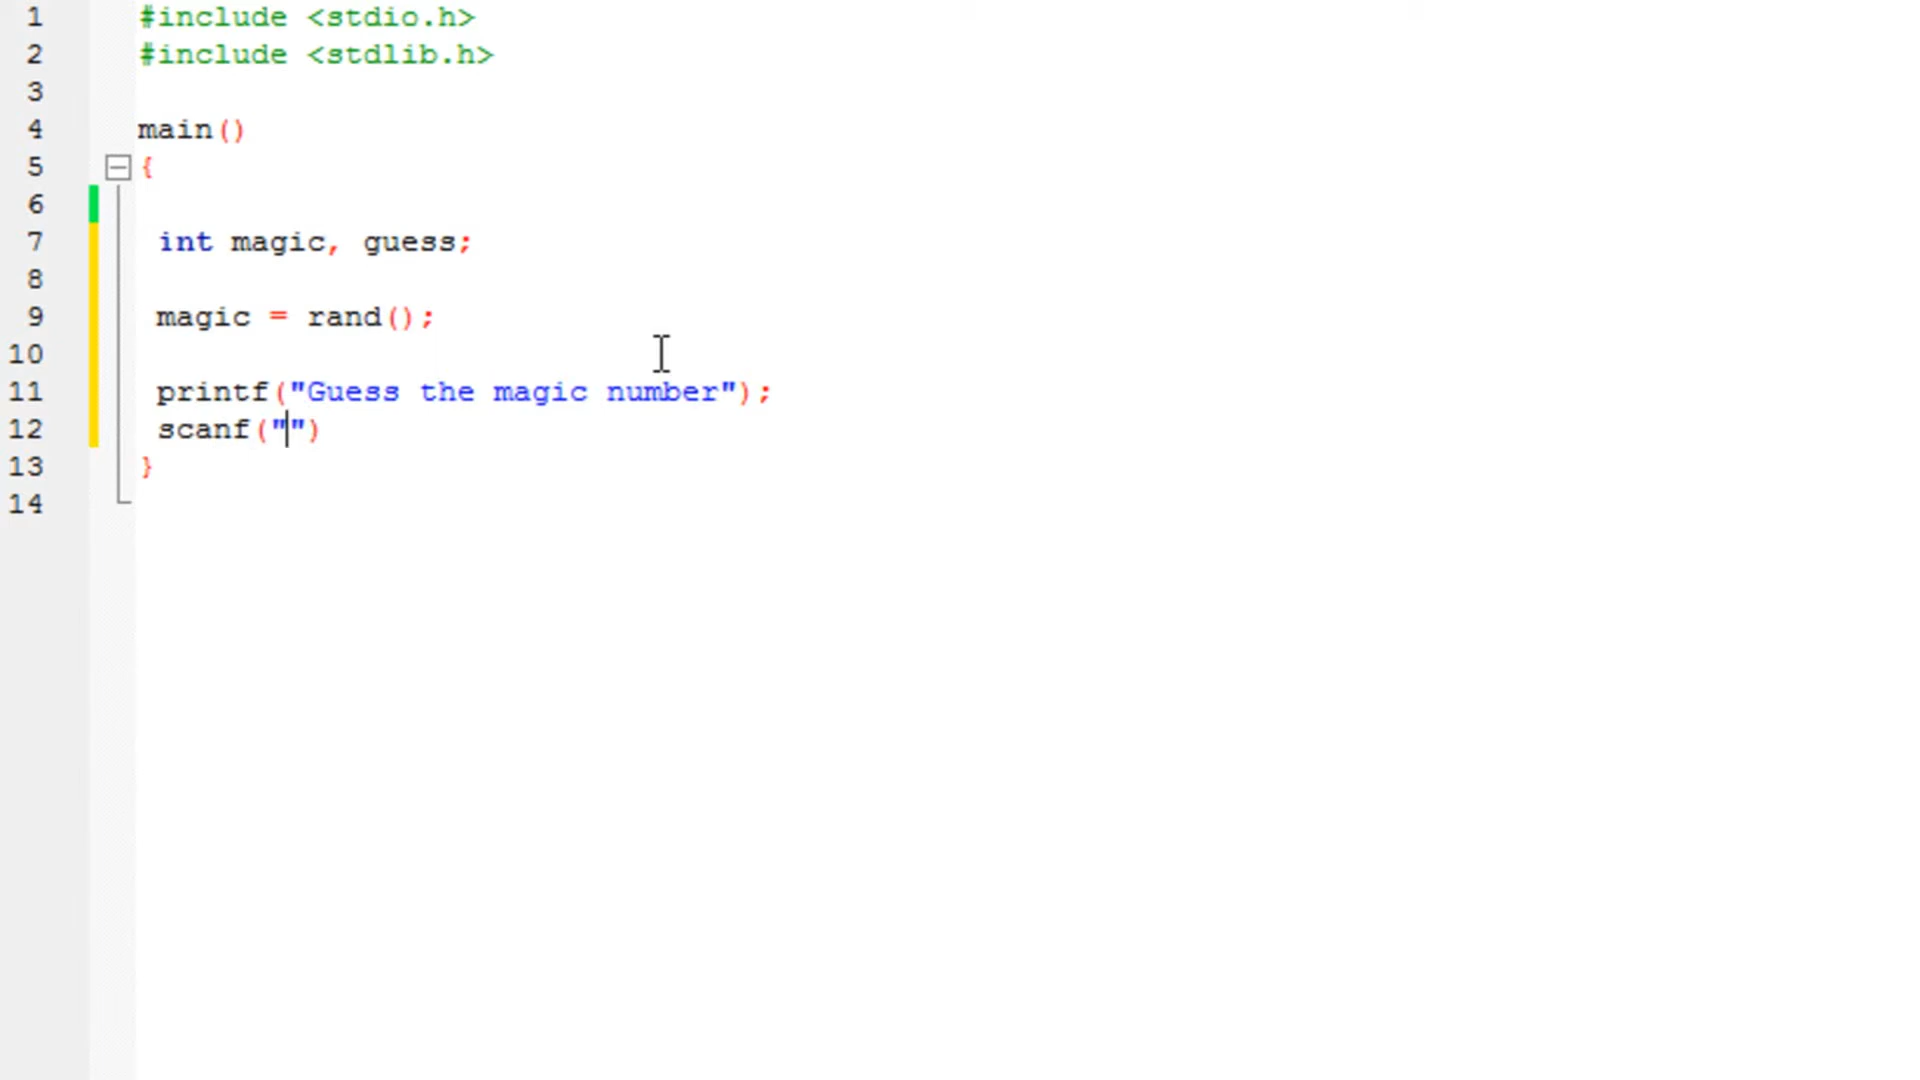 1 #include <stdio.h>
2 #include <stdlib.h>
3
4 main()
5 {
6
7 int magic, guess;
8
9 magic = rand();
10
11 printf("Guess the magic number");
12 scanf("")
13 }
14